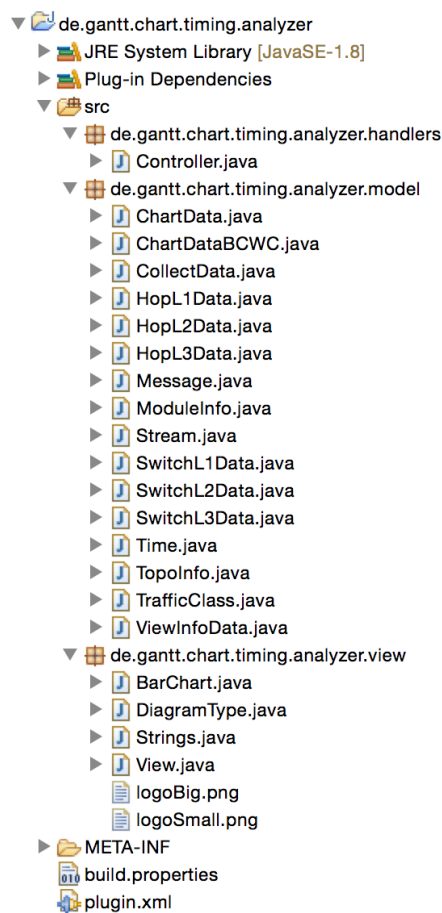 de.gantt.chart.timing.analyzer
JRE System Library [JavaSE-1.8]
Plug-in Dependencies
src
de.gantt.chart.timing.analyzer.handlers
Controller.java
de.gantt.chart.timing.analyzer.model
ChartData.java
ChartDataBCWC.java
CollectData.java
HopL1Data.java
HopL2Data.java
HopL3Data.java
Message.java
ModuleInfo.java
Stream.java
SwitchL1Data.java
SwitchL2Data.java
SwitchL3Data.java
Time.java
TopoInfo.java
TrafficClass.java
ViewInfoData.java
de.gantt.chart.timing.analyzer.view
BarChart.java
DiagramType.java
Strings.java
View.java
logoBig.png
logoSmall.png
META-INF
build.properties
plugin.xml